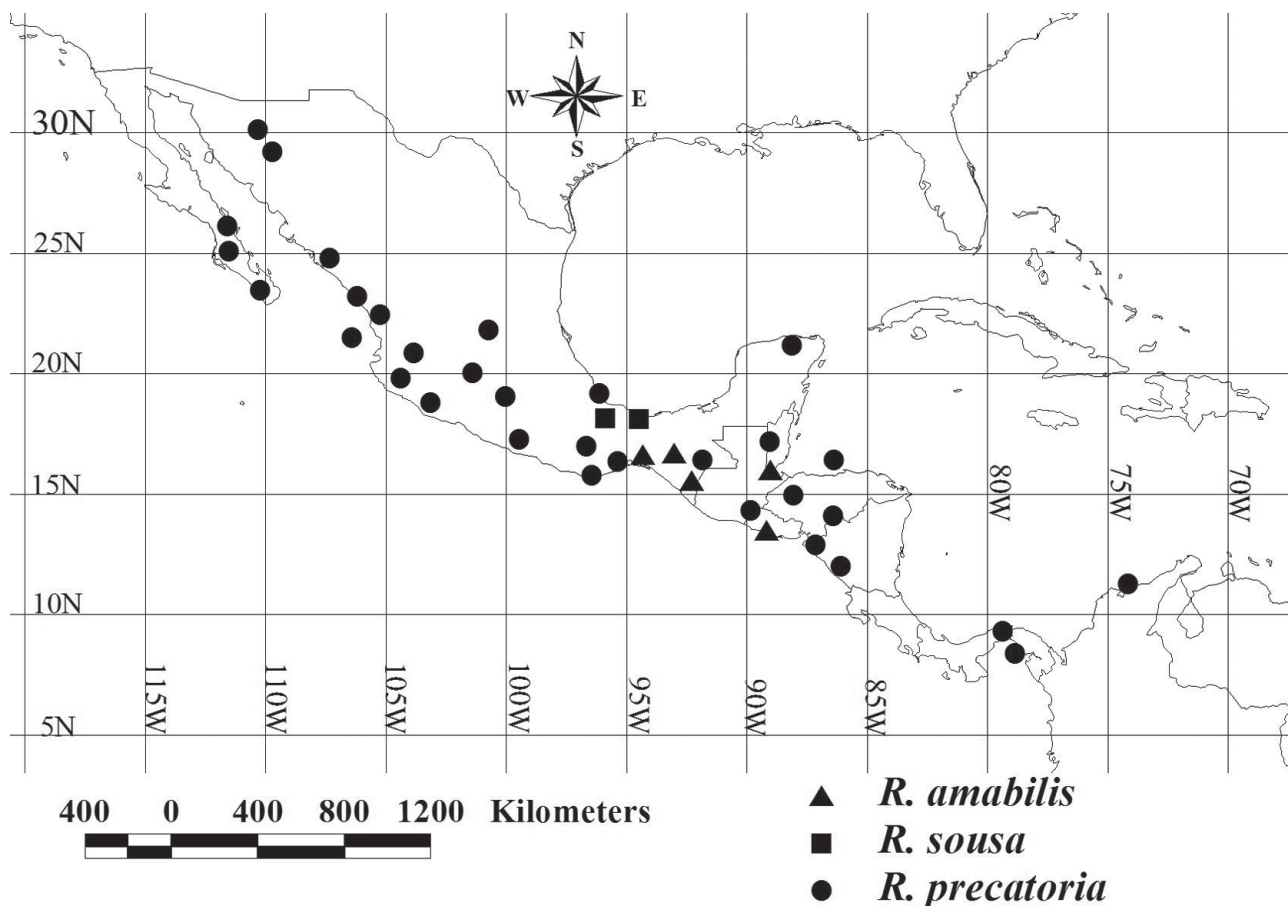 N
W E
S
30N
25N
20N
15N
10N
5N
115W
110W
105W
100W
95W
90W
85W
80W
75W
70W
400 0 400 800 1200 Kilometers
R. amabilis
R. sousa
R. precatoria